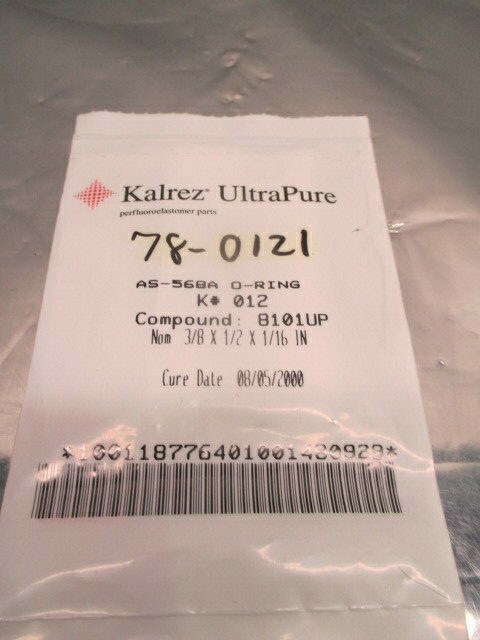 Kalrez® UltraPure
perfluoroelastomer parts
78-0121
AS-568A O-RING
K# 012
Compound: 8101UP
Nom 3/8 X 1/2 X 1/16 IN
Cure Date 08/05/2000
*100118776401001480929*